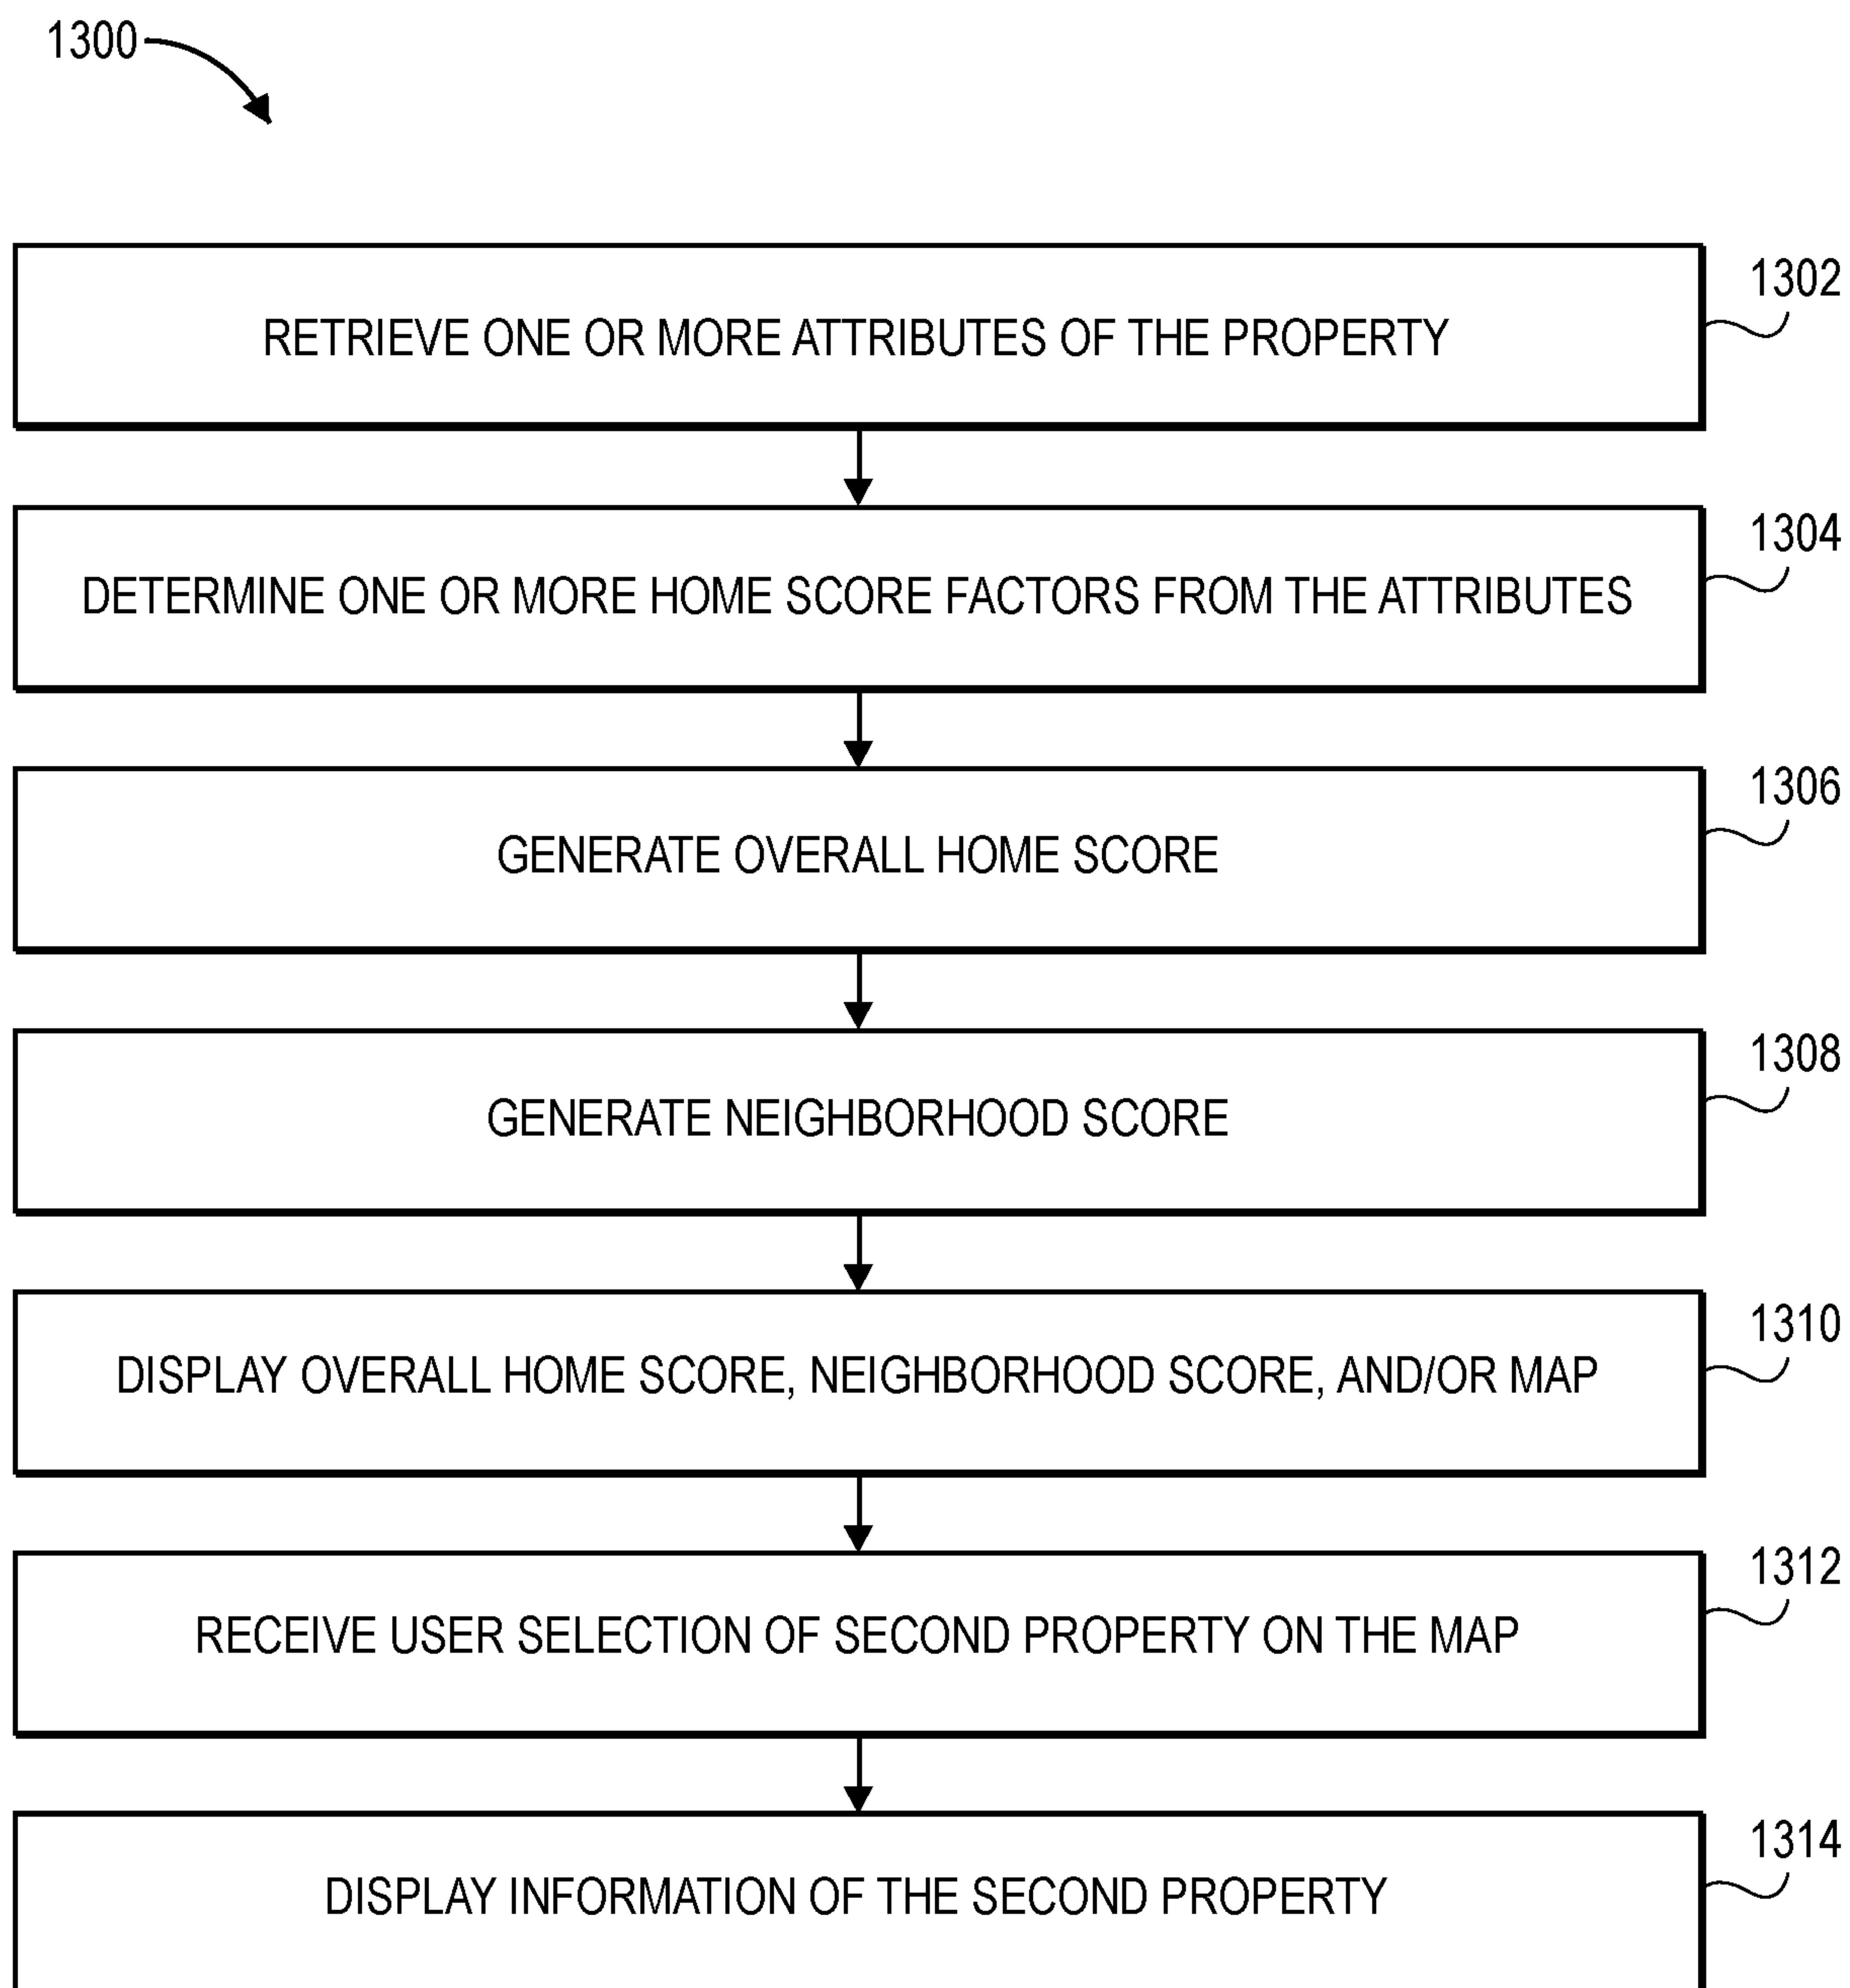 1300
RETRIEVE ONE OR MORE ATTRIBUTES OF THE PROPERTY
1302
DETERMINE ONE OR MORE HOME SCORE FACTORS FROM THE ATTRIBUTES
1304
GENERATE OVERALL HOME SCORE
1306
GENERATE NEIGHBORHOOD SCORE
1308
DISPLAY OVERALL HOME SCORE, NEIGHBORHOOD SCORE, AND/OR MAP
1310
RECEIVE USER SELECTION OF SECOND PROPERTY ON THE MAP
1312
DISPLAY INFORMATION OF THE SECOND PROPERTY
1314